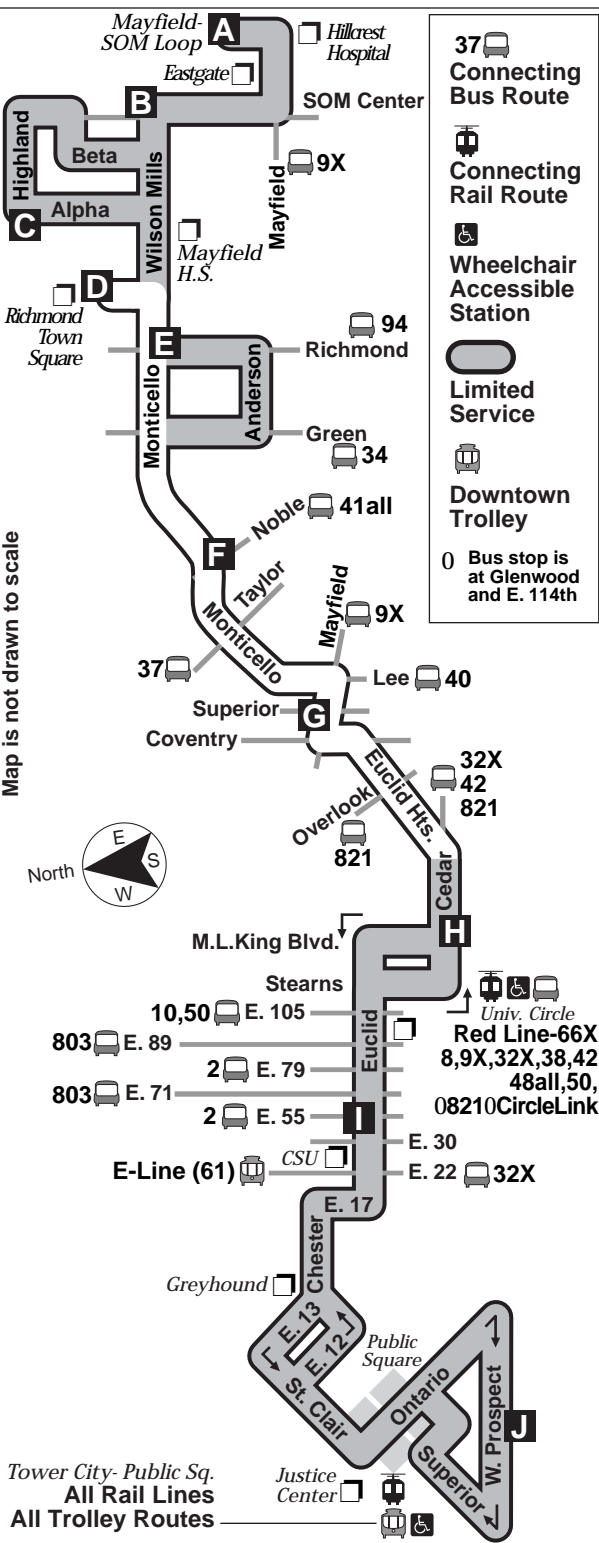 Mayfield-
SOM Loop
A
Hillcrest
Hospital
Eastgate
B
SOM Center
Highland
Beta
Wilson Mills
Mayfield
9X
Alpha
C
Mayfield
H.S.
D
Richmond
Town
Square
94
E
Richmond
Monticello
Anderson
Green
34
Noble
41all
F
Taylor
Monticello
Mayfield
9X
37
Lee
40
Superior
G
Coventry
Euclid Hts.
32X
42
821
Overlook
821
Map is not drawn to scale
North
E
S
W
Cedar
M.L.King Blvd.
H
Stearns
Euclid
10,50
E. 105
Univ. Circle
Red Line-66X
8,9X,32X,38,42
48all,50,
08210CircleLink
803
E. 89
2
E. 79
803
E. 71
2
E. 55
I
E. 30
CSU
E-Line (61)
E. 22
32X
E. 17
Chester
Greyhound
E. 13
E. 12
St. Clair
Public
Square
Ontario
W. Prospect
J
Superior
Tower City- Public Sq.
All Rail Lines
All Trolley Routes
Justice
Center
37
Connecting
Bus Route
Connecting
Rail Route
Wheelchair
Accessible
Station
Limited
Service
Downtown
Trolley
0 Bus stop is
at Glenwood
and E. 114th